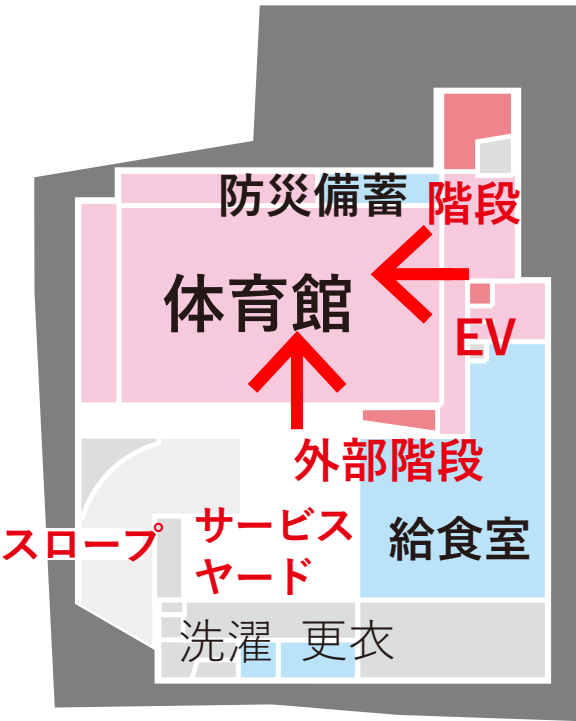 防災備蓄
階段
体育館
EV
外部階段
スロープ
サービス
ヤード
給食室
洗濯 更衣